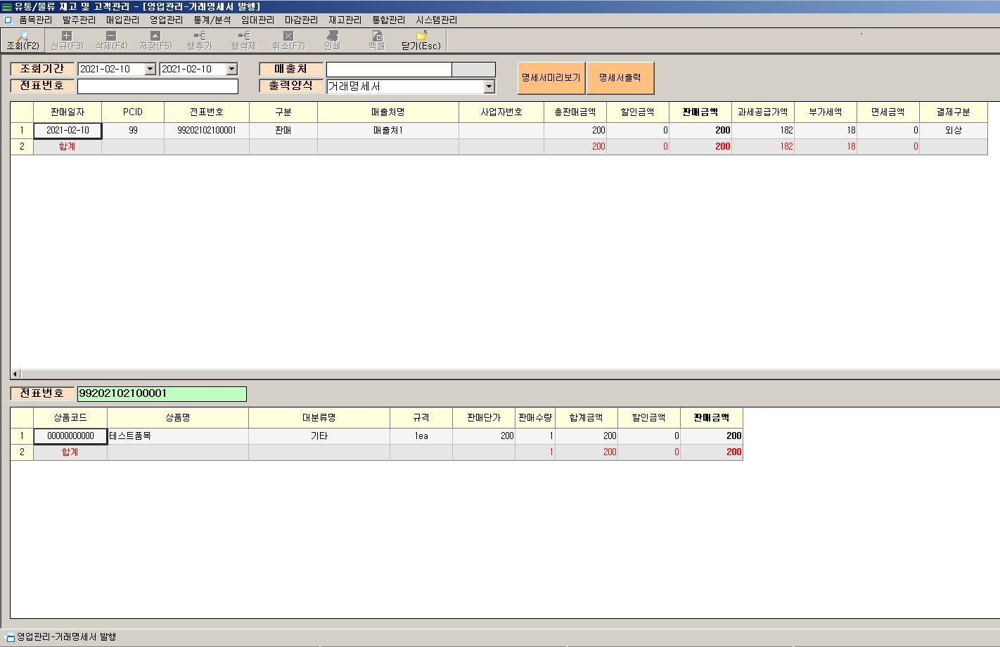 유통/물류 재고 및 고객관리 - [영업관리-거래명세서 발행]
품목관리 발주관리 매입관리 영업관리 통계/분석 임대관리 마감관리 재고관리 통합관리 시스템관리
조회(F2) 신규(F3) 삭제(F4) 저장(F5) 행추가 행삭제 취소(F7) 인쇄 엑셀 닫기(Esc)
조회기간 2021-02-10 2021-02-10 매출처 명세서미리보기 명세서출력
전표번호 출력양식 거래명세서
판매일자 PCID 전표번호 구분 매출처명 사업자번호 총판매금액 할인금액 판매금액 과세공급가액 부가세액 면세금액 결제구분
1 2021-02-10 99 99202102100001 판매 매출처1 200 0 200 182 18 0 외상
2 합계 200 0 200 182 18 0
전표번호 99202102100001
상품코드 상품명 대분류명 규격 판매단가 판매수량 합계금액 할인금액 판매금액
1 00000000000 테스트품목 기타 1ea 200 1 200 0 200
2 합계 1 200 0 200
영업관리-거래명세서 발행